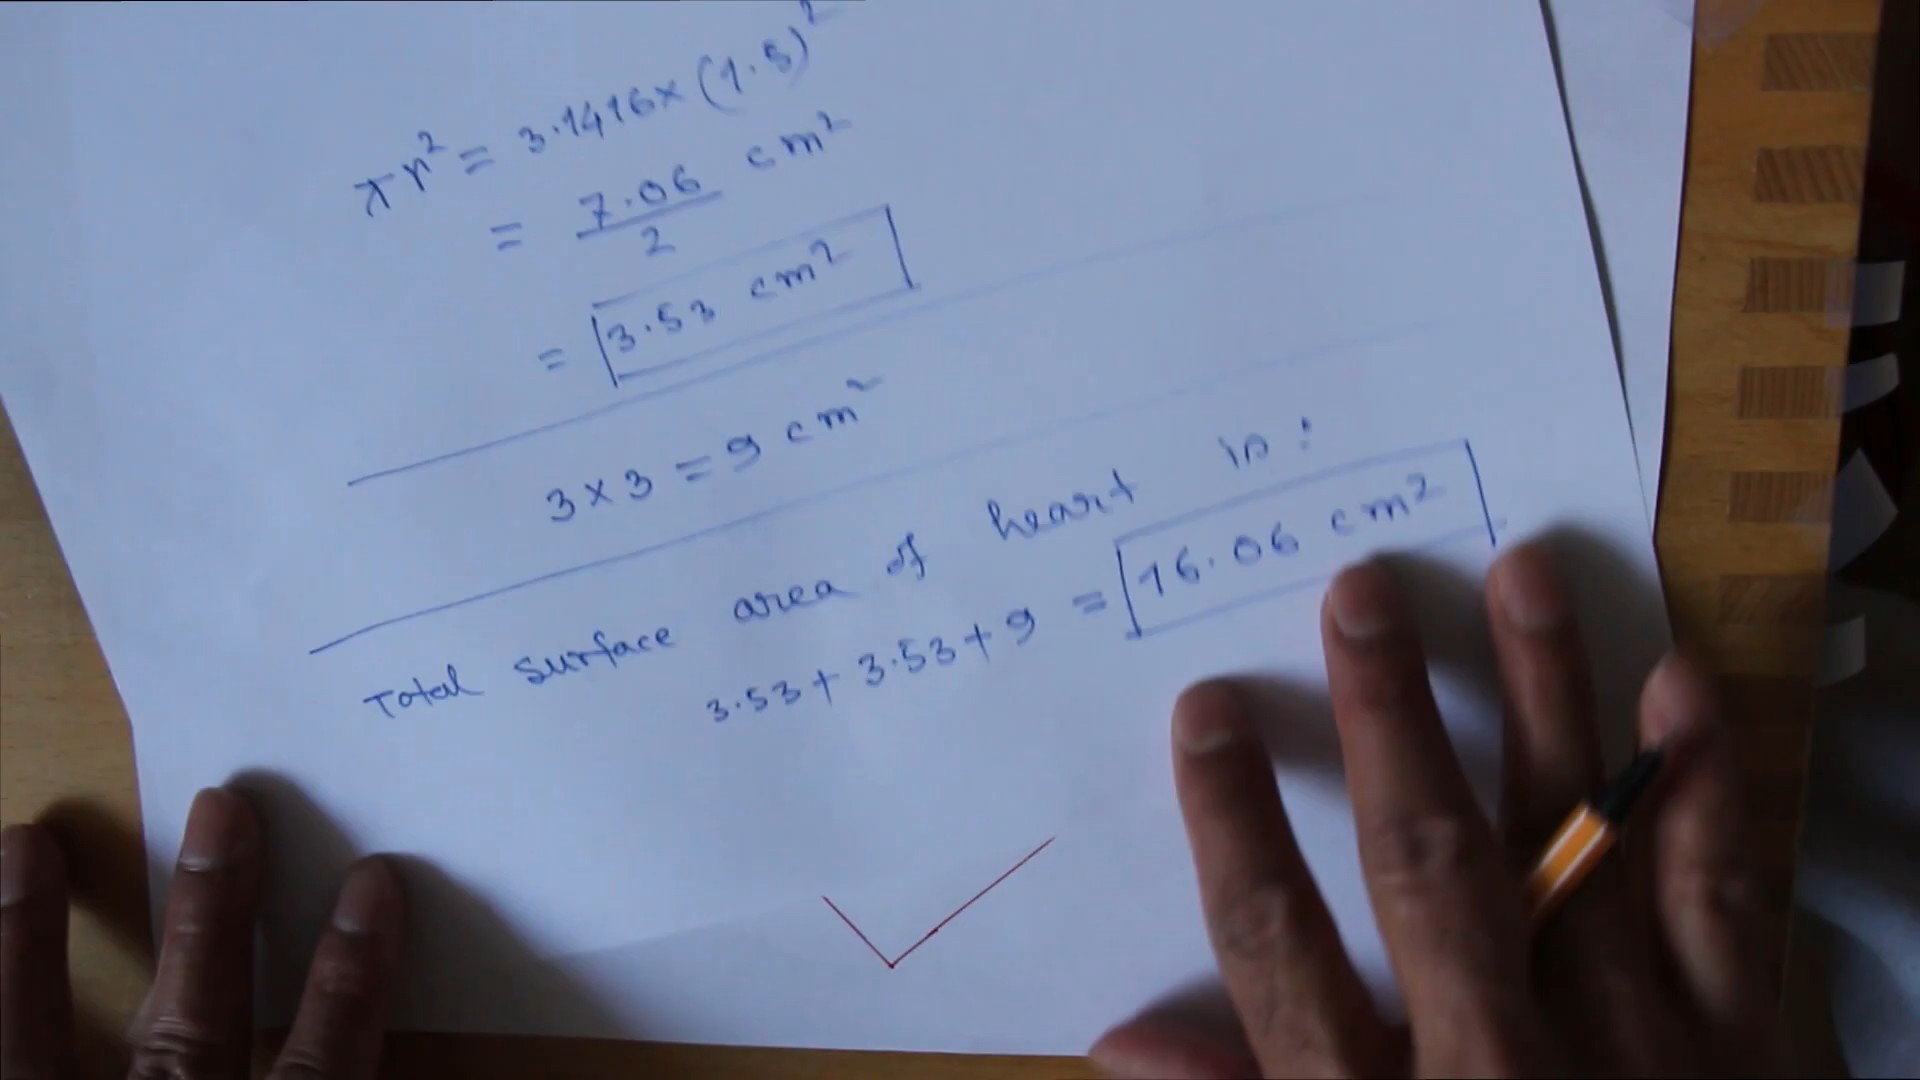 πr² = 3.1416 × (1.5)²
= 7.06/2 cm²
= 3.53 cm²
3 × 3 = 9 cm²
Total surface area of heart is:
3.53 + 3.53 + 9 = 16.06 cm²